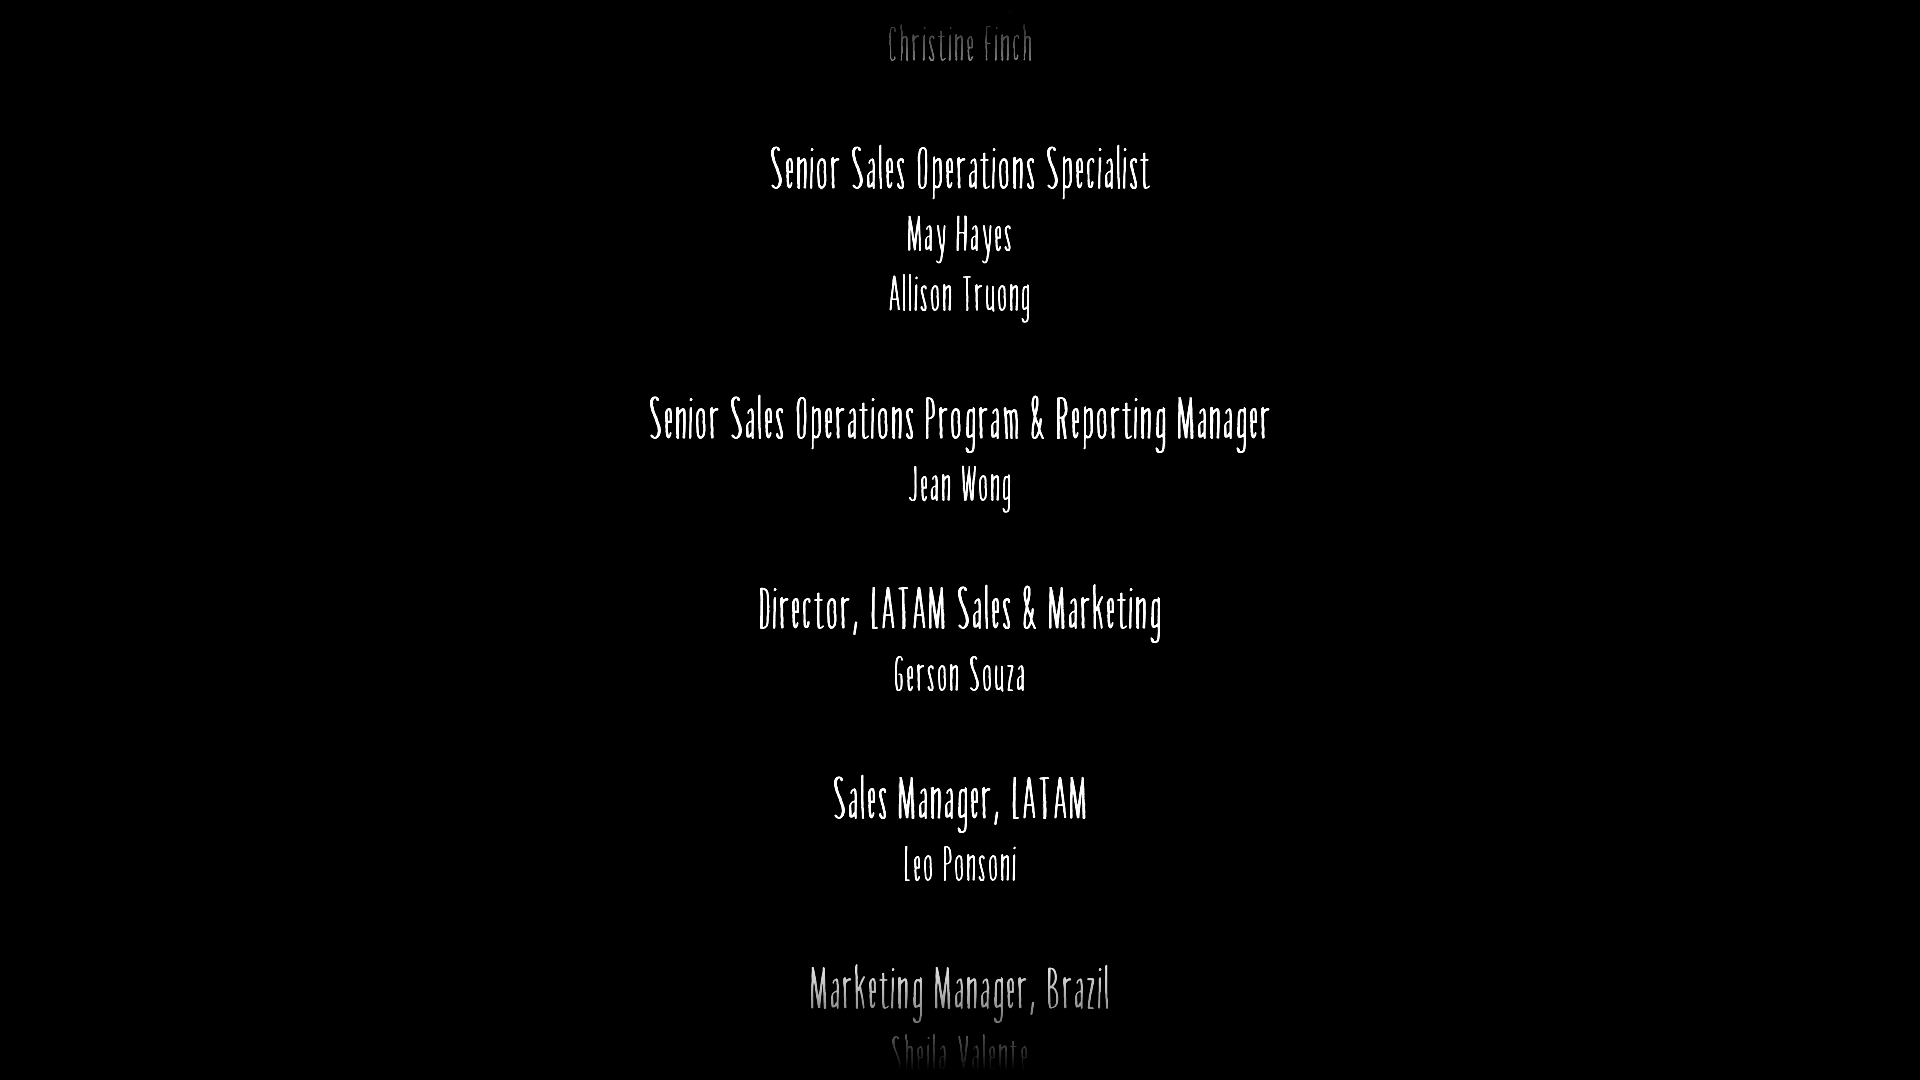 Christine Finch
Senior Sales Operations Specialist
May Hayes
Allison Truong
Senior Sales Operations Program & Reporting Manager
Jean Wong
Director, LATAM Sales & Marketing
Gerson Souza
Sales Manager, LATAM
Leo Ponsoni
Marketing Manager, Brazil
Sheila Valente